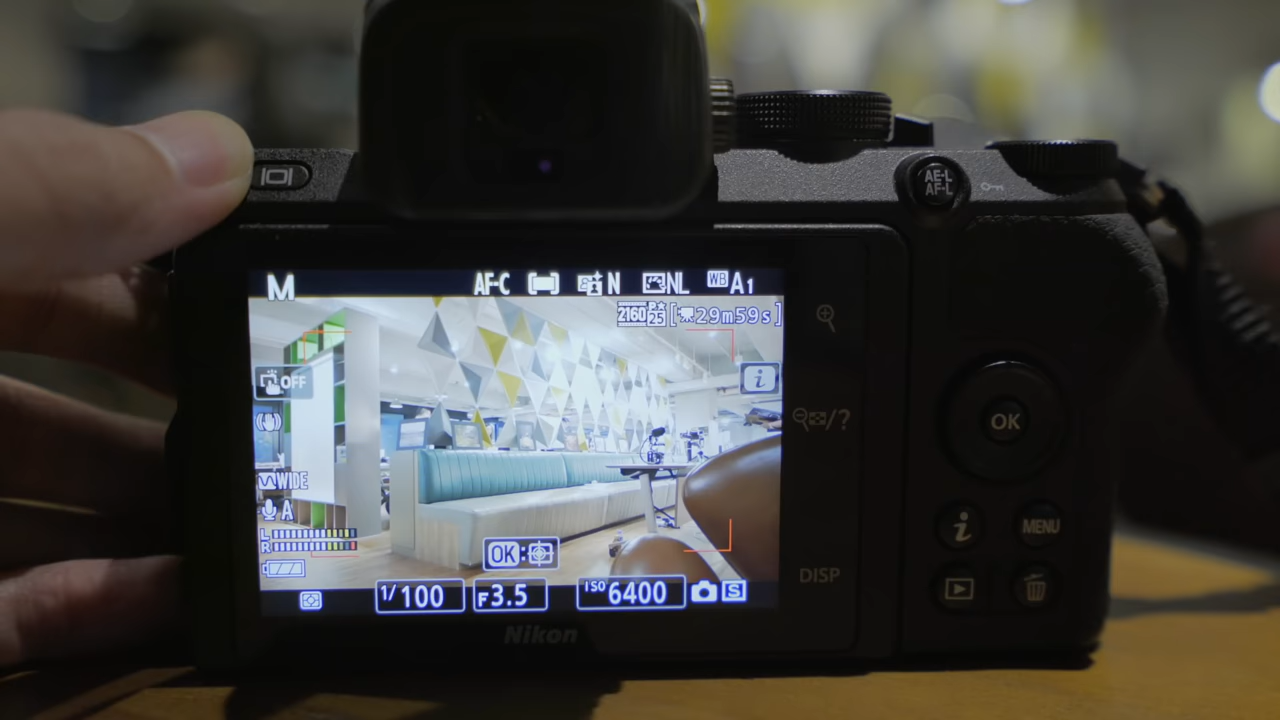 AE-L
AF-L
M AF-C N NL WB A1
2160 25 [29m59s]
OFF
i
WIDE
A
L
R
OK
1/100 F3.5 ISO 6400 S
Nikon
?
OK
i MENU
DISP